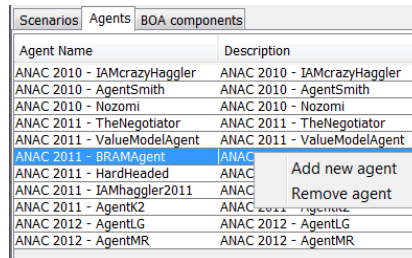 Scenarios Agents BOA components
Agent Name Description
ANAC 2010 - IAMcrazyHaggler ANAC 2010 - IAMcrazyHaggler
ANAC 2010 - AgentSmith ANAC 2010 - AgentSmith
ANAC 2010 - Nozomi ANAC 2010 - Nozomi
ANAC 2011 - TheNegotiator ANAC 2011 - TheNegotiator
ANAC 2011 - ValueModelAgent ANAC 2011 - ValueModelAgent
ANAC 2011 - BRAMAgent ANAC
Add new agent
ANAC 2011 - HardHeaded ANAC
ANAC 2011 - IAMhaggler2011 ANAC
Remove agent
ANAC 2011 - AgentK2 ANAC 2011 - AgentK2
ANAC 2012 - AgentLG ANAC 2012 - AgentLG
ANAC 2012 - AgentMR ANAC 2012 - AgentMR